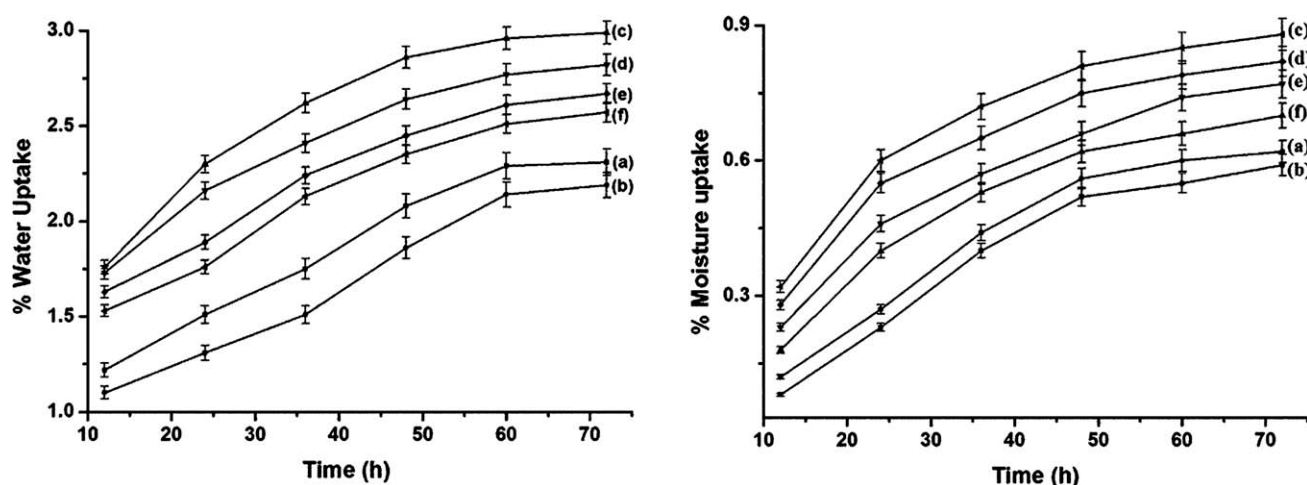 % Water Uptake
3.0
2.5
2.0
1.5
1.0
(c)
(d)
(e)
(f)
(a)
(b)
10 20 30 40 50 60 70
Time (h)
% Moisture uptake
0.9
0.6
0.3
(c)
(d)
(e)
(f)
(a)
(b)
10 20 30 40 50 60 70
Time (h)